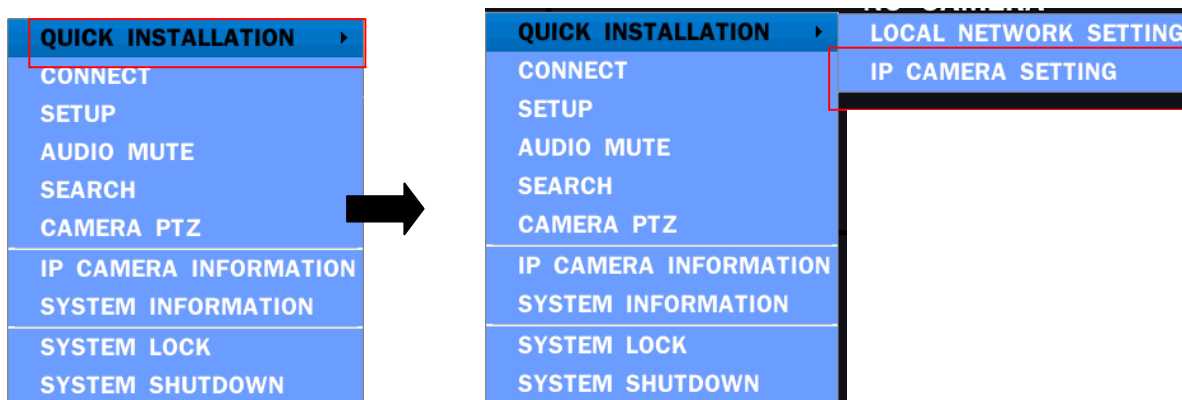 QUICK INSTALLATION
CONNECT
SETUP
AUDIO MUTE
SEARCH
CAMERA PTZ
IP CAMERA INFORMATION
SYSTEM INFORMATION
SYSTEM LOCK
SYSTEM SHUTDOWN
QUICK INSTALLATION
CONNECT
SETUP
AUDIO MUTE
SEARCH
CAMERA PTZ
IP CAMERA INFORMATION
SYSTEM INFORMATION
SYSTEM LOCK
SYSTEM SHUTDOWN
LOCAL NETWORK SETTING
IP CAMERA SETTING